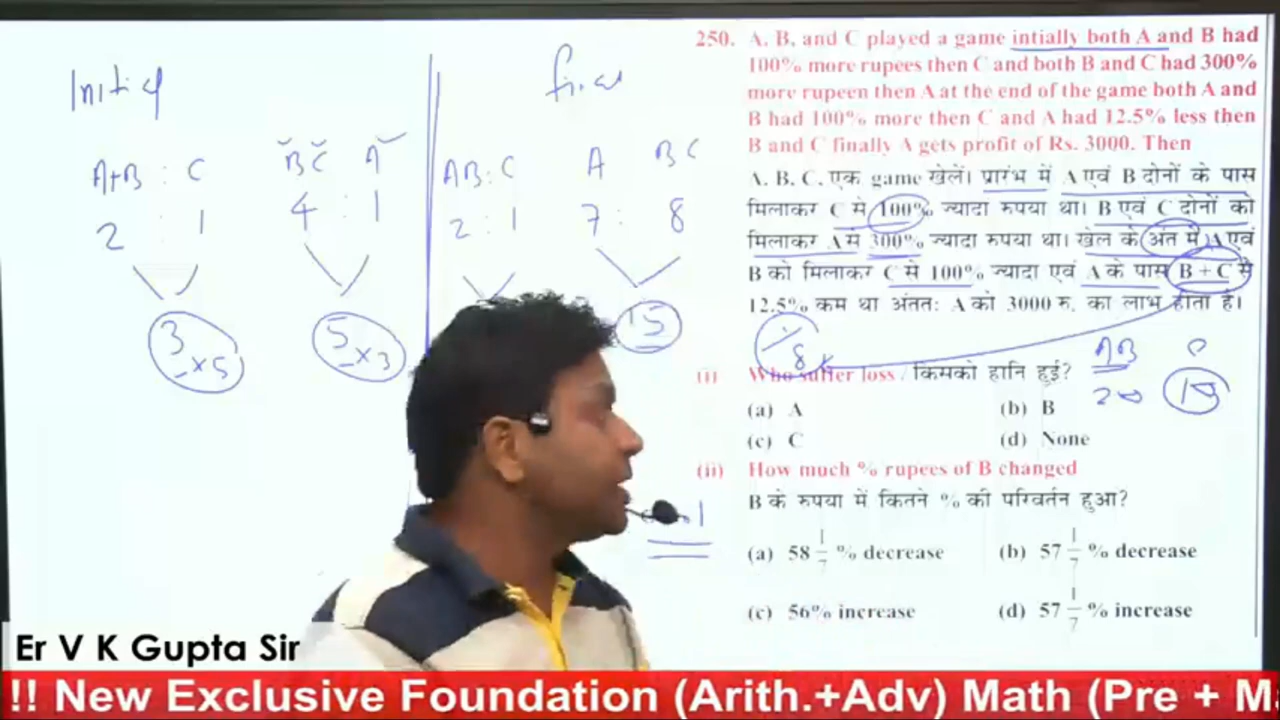 Initial
final
A+B : C
B C A
AB : C
A B C
2 : 1
4 : 1
2 : 1
7 : 8
3 x 5
5 x 3
15
250. A, B, and C played a game intially both A and B had
100% more rupees then C and both B and C had 300%
more rupeen then A at the end of the game both A and
B had 100% more then C and A had 12.5% less then
B and C finally A gets profit of Rs. 3000. Then
A. B. C. एक game खेलें। प्रारंभ में A एवं B दोनों के पास
मिलाकर C से 100% ज्यादा रुपया था। B एवं C दोनों को
मिलाकर A से 300% ज्यादा रुपया था। खेल के अंत में A एवं
B को मिलाकर C से 100% ज्यादा एवं A के पास B + C से
12.5% कम था अंतत: A को 3000 रु. का लाभ होता है।
1/8
AB
(i) Who suffer loss / किसको हानि हुई?
(a) A (b) B
(c) C (d) None
(ii) How much % rupees of B changed
B के रुपया में कितने % की परिवर्तन हुआ?
(a) 58 1/7 % decrease (b) 57 1/7 % decrease
(c) 56% increase (d) 57 1/7 % increase
Er V K Gupta Sir
!! New Exclusive Foundation (Arith.+Adv) Math (Pre + M